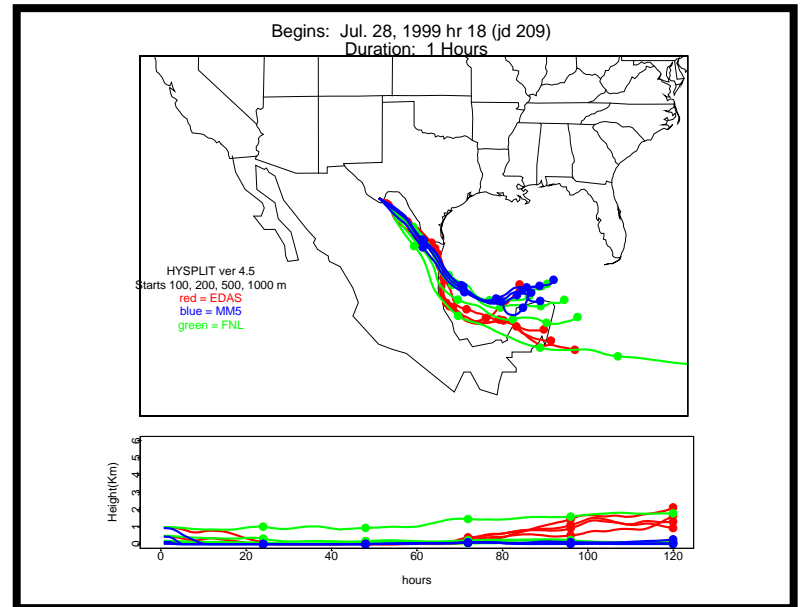 Begins: Jul. 28, 1999 hr 18 (jd 209)
Duration: 1 Hours
HYSPLIT ver 4.5
Starts 100, 200, 500, 1000 m
red = EDAS
blue = MM5
green = FNL
Height(Km)
6
5
4
3
2
1
0
0 20 40 60 80 100 120
hours